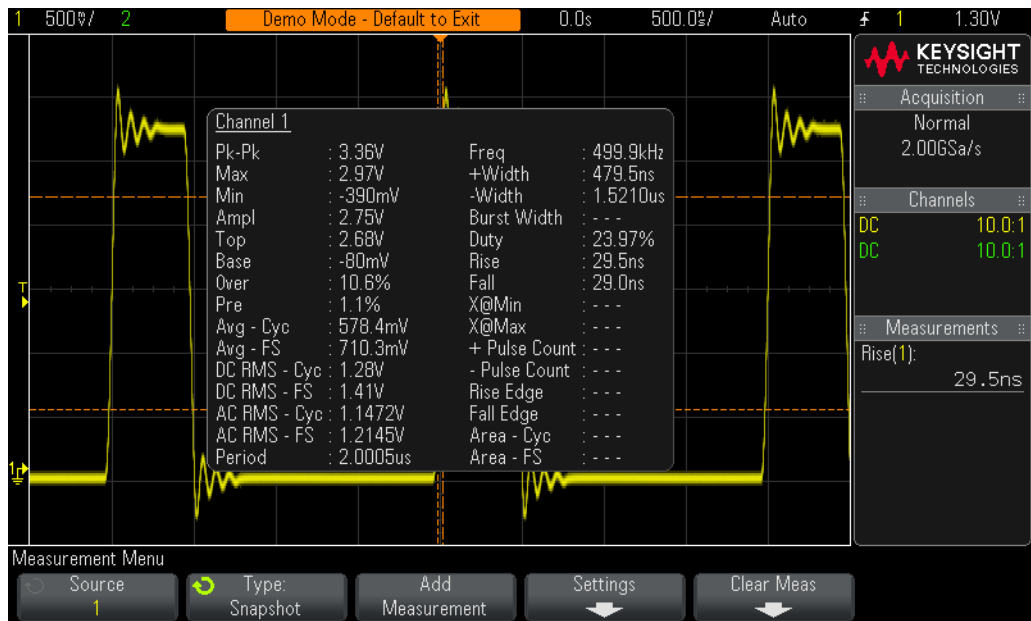 1 500mV/ 2 Demo Mode - Default to Exit 0.0s 500.0ns/ Auto 1 1.30V
KEYSIGHT
TECHNOLOGIES
Acquisition
Normal
2.00GSa/s
Channels
DC 10.0:1
DC 10.0:1
Measurements
Rise(1):
29.5ns
T
1
Channel 1
Pk-Pk : 3.36V Freq : 499.9kHz
Max : 2.97V +Width : 479.5ns
Min : -390mV -Width : 1.5210us
Ampl : 2.75V Burst Width : - - -
Top : 2.68V Duty : 23.97%
Base : -80mV Rise : 29.5ns
Over : 10.6% Fall : 29.0ns
Pre : 1.1% X@Min : - - -
Avg - Cyc : 578.4mV X@Max : - - -
Avg - FS : 710.3mV + Pulse Count : - - -
DC RMS - Cyc : 1.28V - Pulse Count : - - -
DC RMS - FS : 1.41V Rise Edge : - - -
AC RMS - Cyc : 1.1472V Fall Edge : - - -
AC RMS - FS : 1.2145V Area - Cyc : - - -
Period : 2.0005us Area - FS : - - -
Measurement Menu
Source
1
Type:
Snapshot
Add
Measurement
Settings
Clear Meas